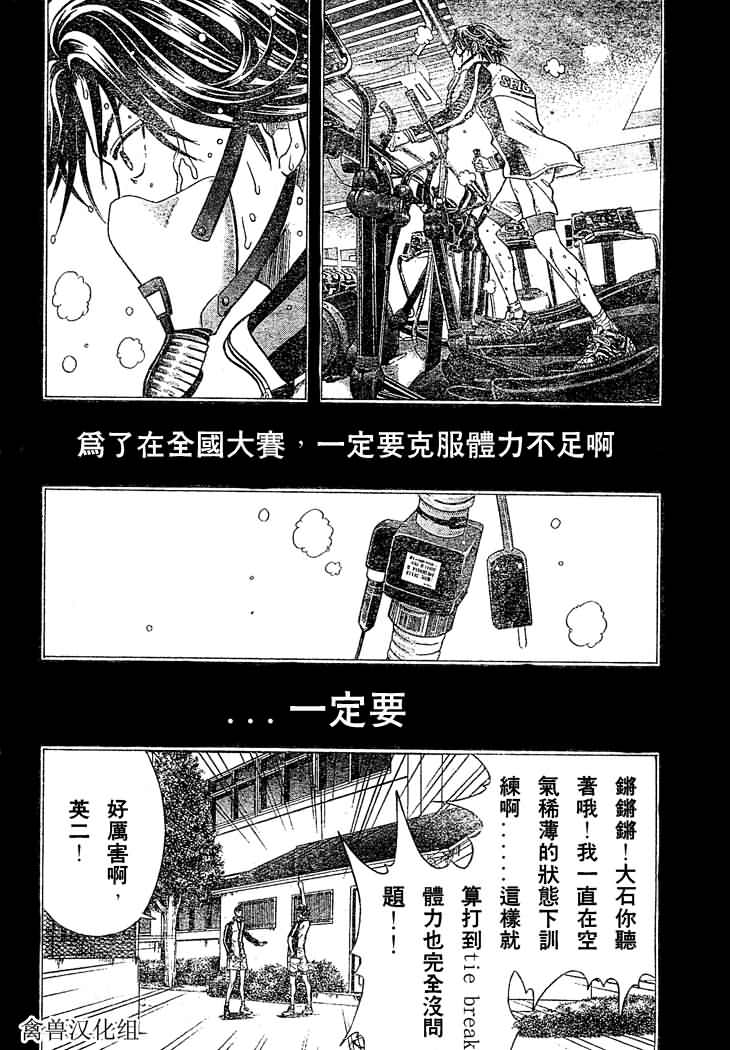 為了在全國大賽，一定要克服體力不足啊
...一定要
鏘鏘鏘！大石你聽
著哦！我一直在空
氣稀薄的狀態下訓
練啊......這樣就
算打到tie break
體力也完全沒問
題！！
好厲害啊，
英二！
禽兽汉化组